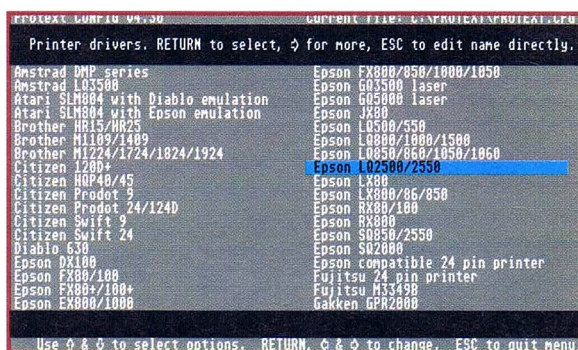 Protext CONFIG V4.30 Current file: C:\PROTEXT\PROTEXT.CFG
Printer drivers. RETURN to select, ⇨ for more, ESC to edit name directly.
Amstrad DMP series
Amstrad LQ3500
Atari SLM804 with Diablo emulation
Atari SLM804 with Epson emulation
Brother HR15/HR25
Brother M1109/1409
Brother M1224/1724/1824/1924
Citizen 120D+
Citizen HQP40/45
Citizen Prodot 9
Citizen Prodot 24/124D
Citizen Swift 9
Citizen Swift 24
Diablo 630
Epson DX100
Epson FX80/100
Epson FX80+/100+
Epson EX800/1000
Epson FX800/850/1000/1050
Epson GQ3500 laser
Epson GQ5000 laser
Epson JX80
Epson LQ500/550
Epson LQ800/1000/1500
Epson LQ850/860/1050/1060
Epson LQ2500/2550
Epson LX80
Epson LX800/86/850
Epson RX80/100
Epson RX800
Epson SQ850/2550
Epson SQ2000
Epson compatible 24 pin printer
Fujitsu 24 pin printer
Fujitsu M3349B
Gakken GPR2000
Use ⇧ & ⇩ to select options. RETURN, ⇦ & ⇨ to change. ESC to quit menu